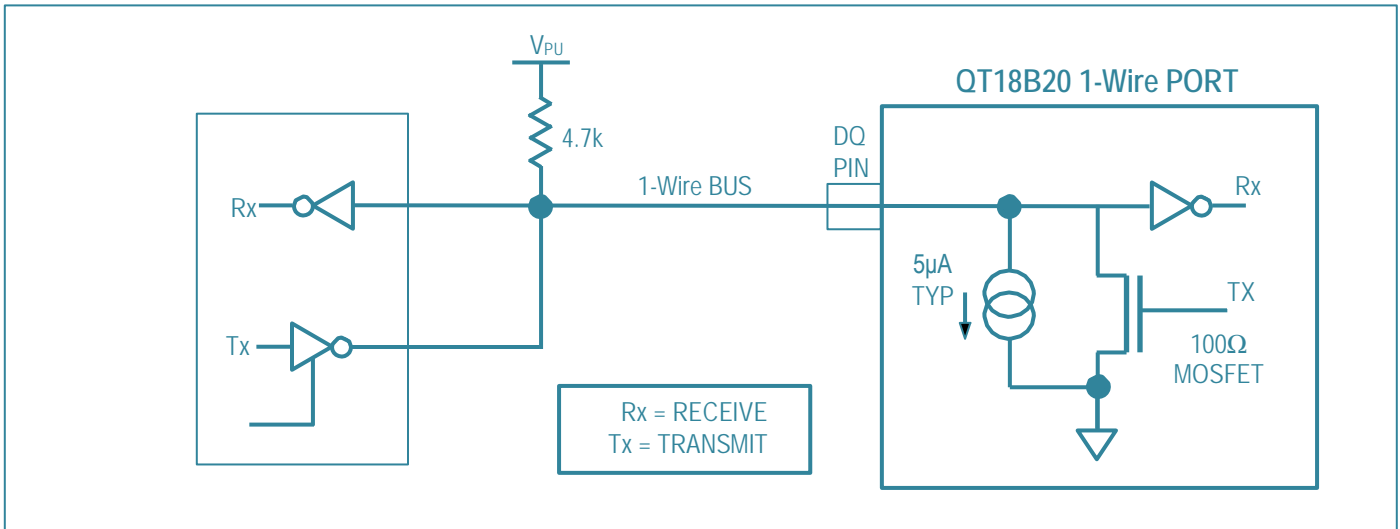 VPU
QT18B20 1-Wire PORT
4.7k
DQ
PIN
1-Wire BUS
Rx
Rx
5µA
TYP
TX
Tx
100Ω
MOSFET
Rx = RECEIVE
Tx = TRANSMIT